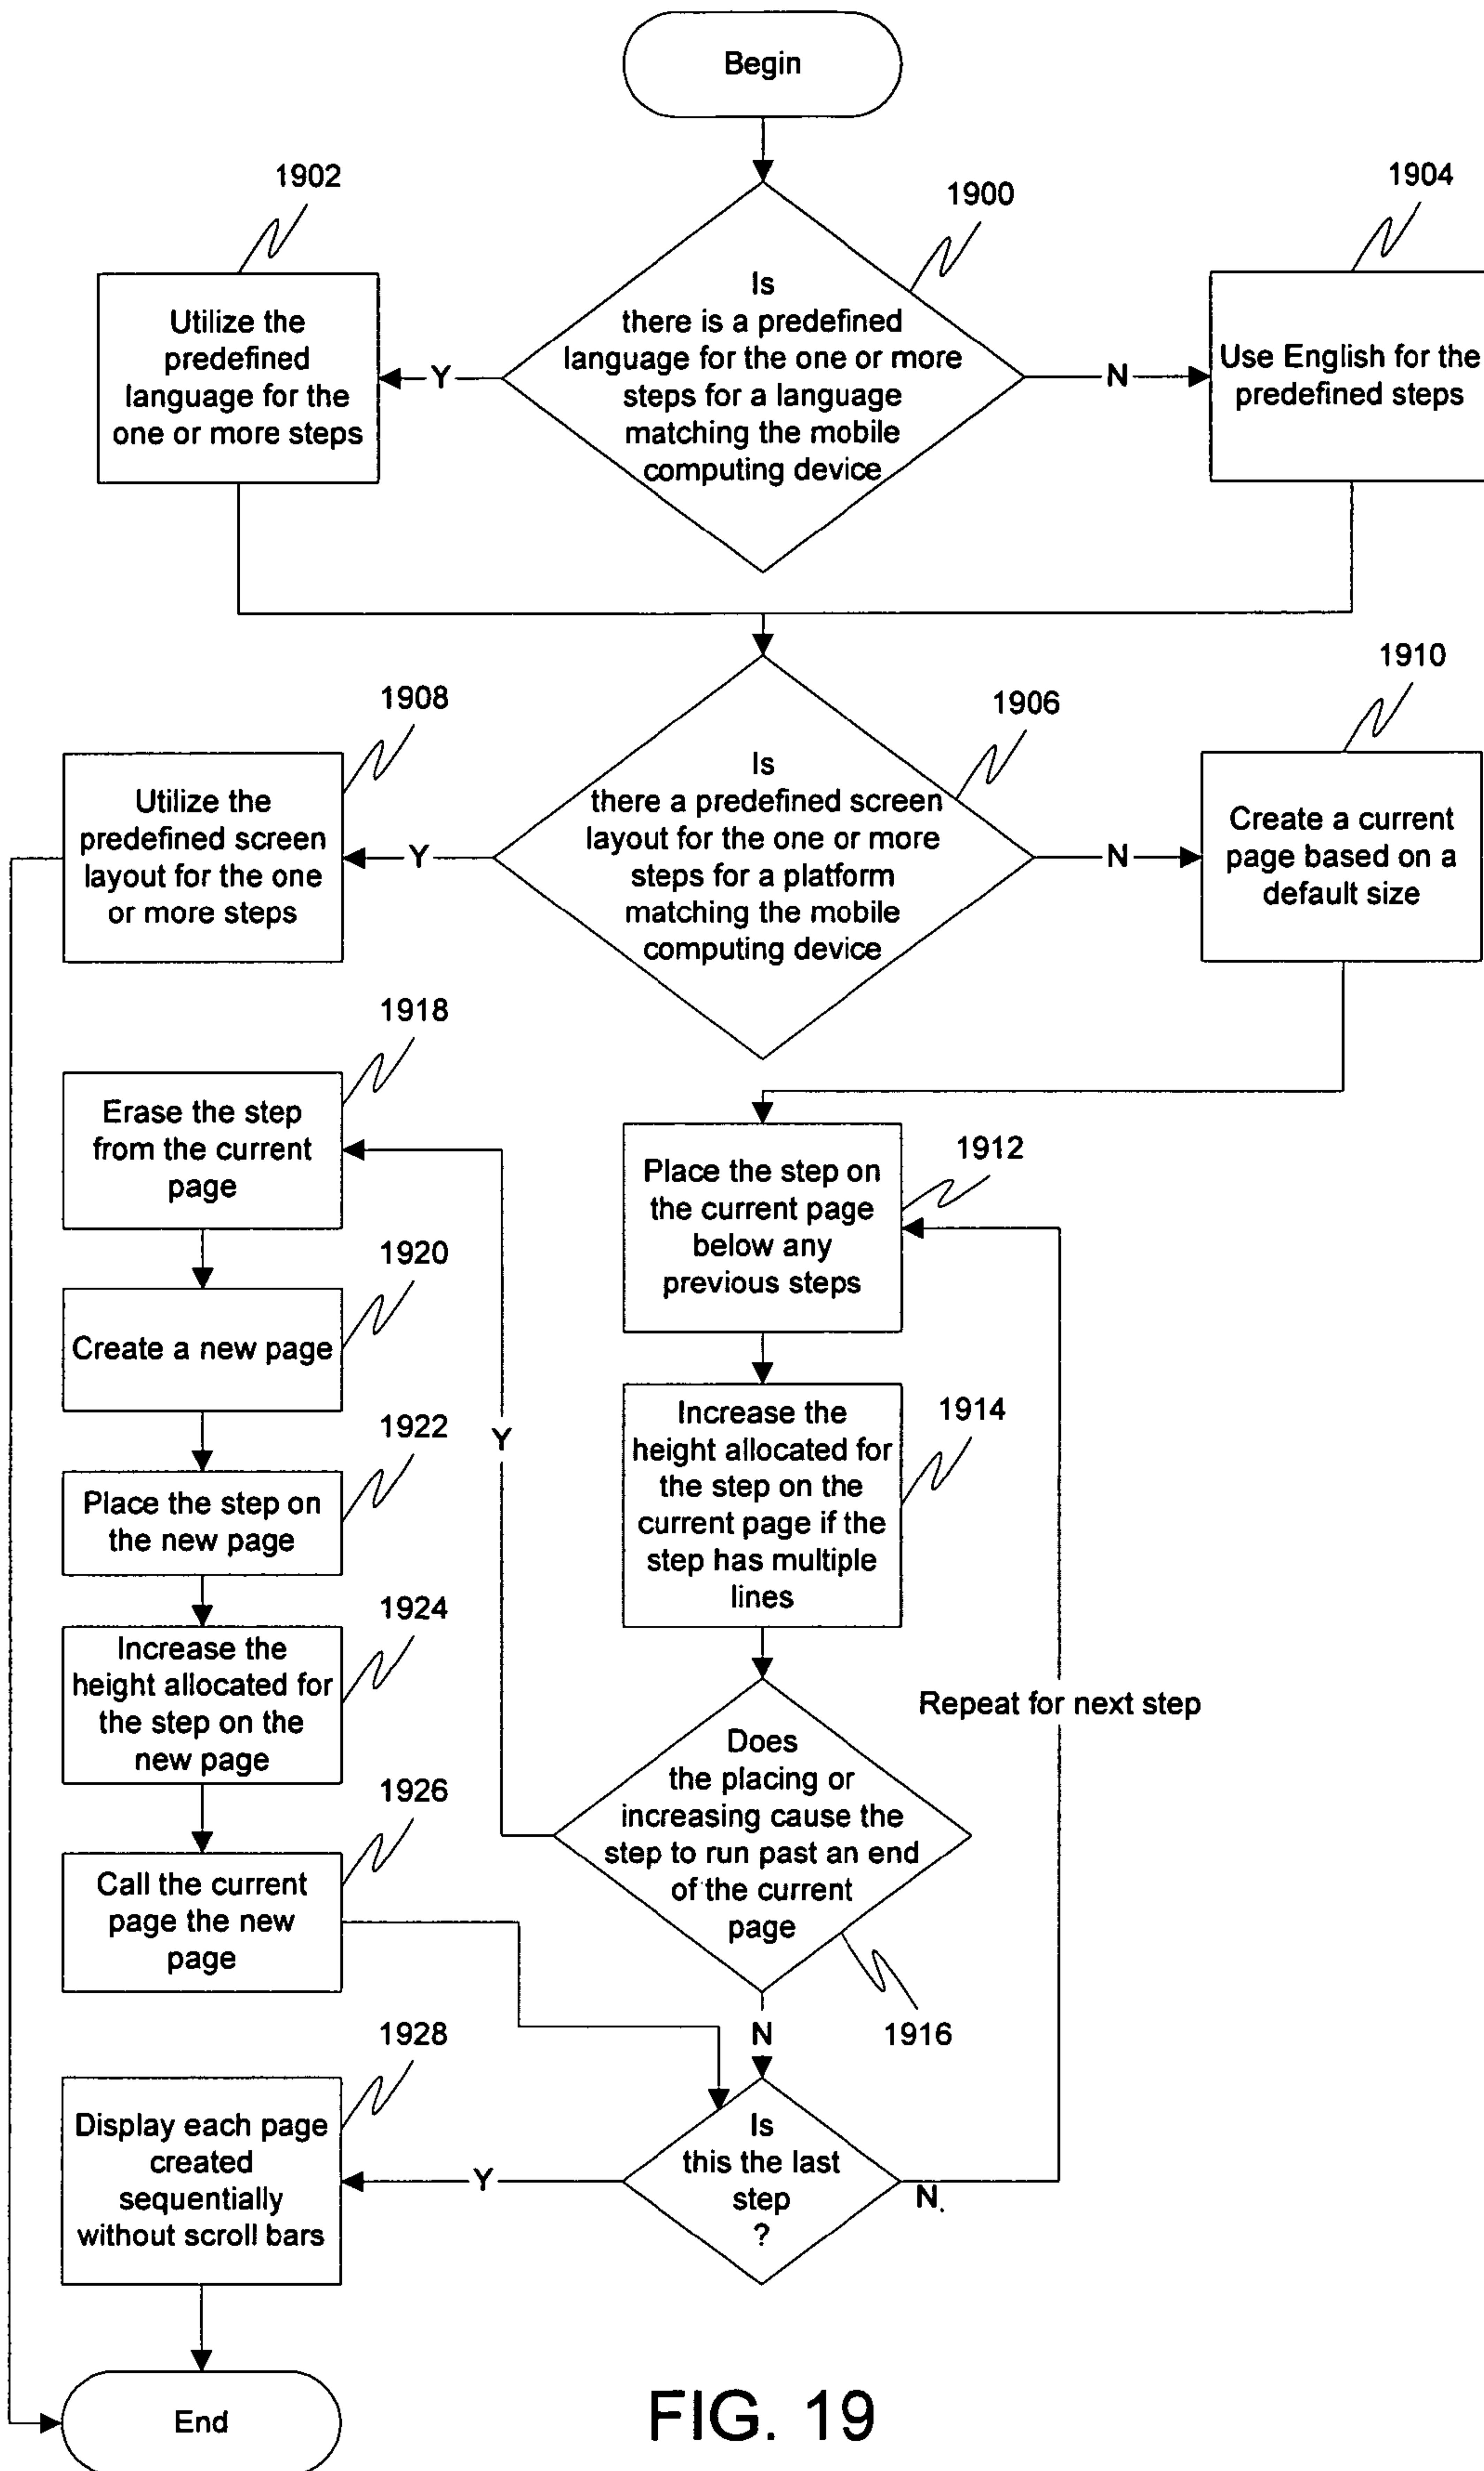 Begin
1902
1900
1904
Is
there is a predefined
language for the one or more
steps for a language
matching the mobile
computing device
Utilize the
predefined
language for the
one or more steps
Y
N
Use English for the
predefined steps
1910
1908
1906
Is
there a predefined screen
layout for the one or more
steps for a platform
matching the mobile
computing device
Utilize the
predefined screen
layout for the one
or more steps
Y
N
Create a current
page based on a
default size
1918
Erase the step
from the current
page
1912
Place the step on
the current page
below any
previous steps
1920
Create a new page
1914
Increase the
height allocated for
the step on the
current page if the
step has multiple
lines
Y
1922
Place the step on
the new page
1924
Increase the
height allocated for
the step on the
new page
Repeat for next step
Does
the placing or
increasing cause the
step to run past an end
of the current
page
1926
Call the current
page the new
page
N
1916
1928
Display each page
created
sequentially
without scroll bars
Y
Is
this the last
step
?
N.
End
FIG. 19